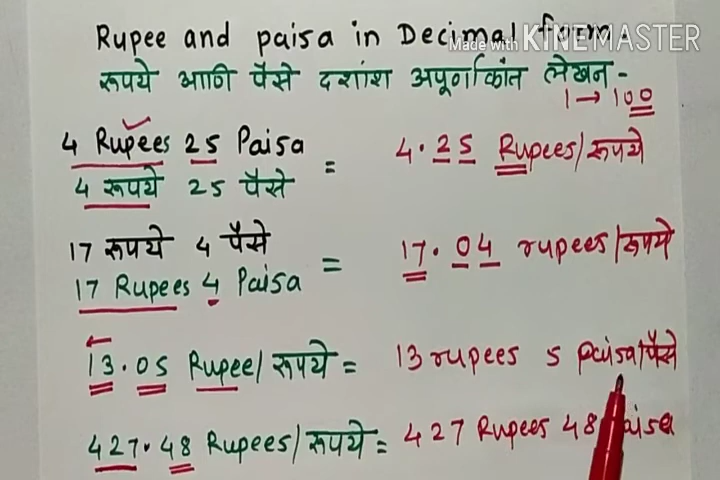 Rupee and paisa in Decimal form.
Made with KINEMASTER
रूपये आणि पैसे दशांश अपूर्णांकांत लेखन -
1 → 100
4 Rupees 25 Paisa = 4.25 Rupees/रूपये
4 रूपये 25 पैसे
17 रूपये 4 पैसे = 17.04 rupees/रूपये
17 Rupees 4 Paisa
13.05 Rupee/रूपये = 13 rupees 5 paisa/पैसे
427.48 Rupees/रूपये = 427 Rupees 48 Paisa